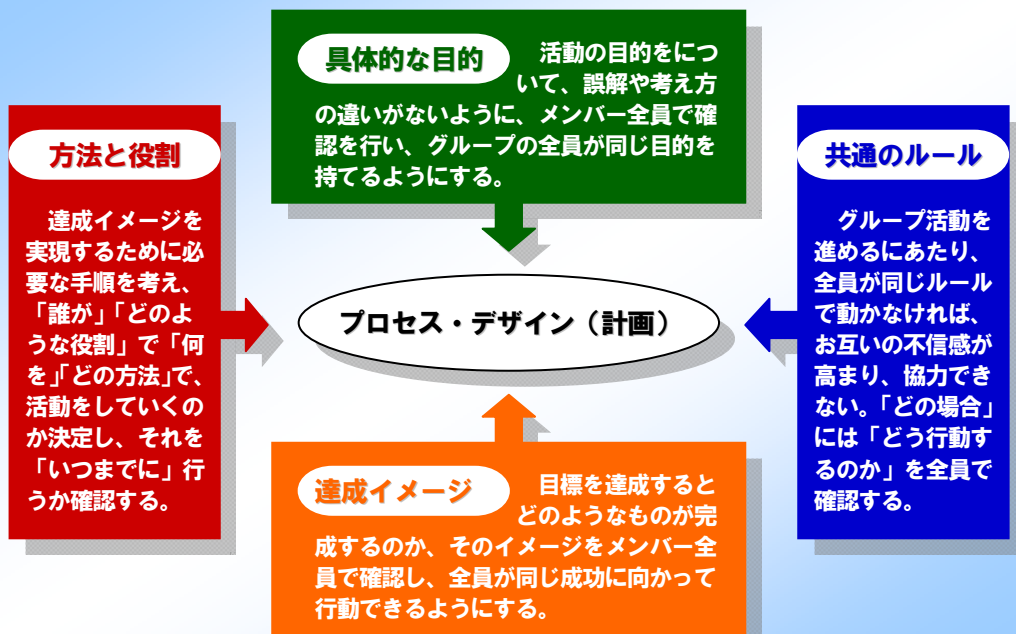 具体的な目的
活動の目的をにつ
いて、誤解や考え方
の違いがないように、メンバー全員で確
認を行い、グループの全員が同じ目的を
持てるようにする。
方法と役割
達成イメージを
実現するために必
要な手順を考え、
「誰が」「どのよ
うな役割」で「何
を」「どの方法」で、
活動をしていくの
か決定し、それを
「いつまでに」行
うか確認する。
プロセス・デザイン（計画）
共通のルール
グループ活動を
進めるにあたり、
全員が同じルール
で動かなければ、
お互いの不信感が
高まり、協力でき
ない。「どの場合」
には「どう行動す
るのか」を全員で
確認する。
達成イメージ
目標を達成すると
どのようなものが完
成するのか、そのイメージをメンバー全
員で確認し、全員が同じ成功に向かって
行動できるようにする。